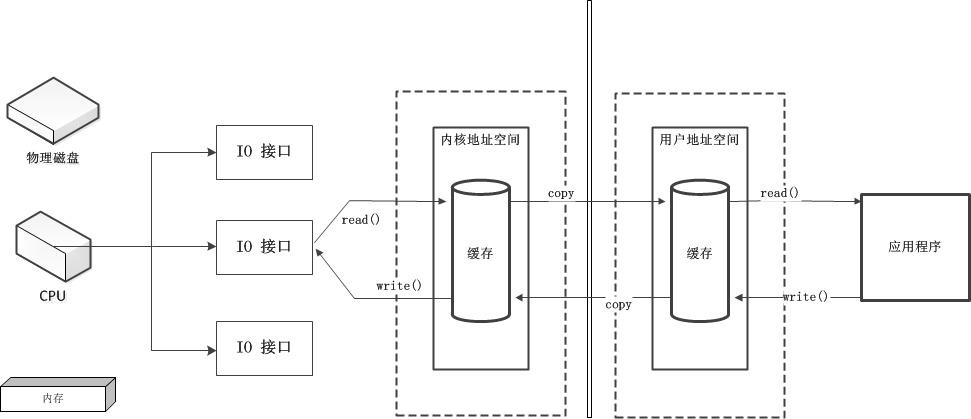 物理磁盘
CPU
内存
IO 接口
IO 接口
IO 接口
read()
write()
内核地址空间
缓存
copy
copy
用户地址空间
缓存
read()
write()
应用程序